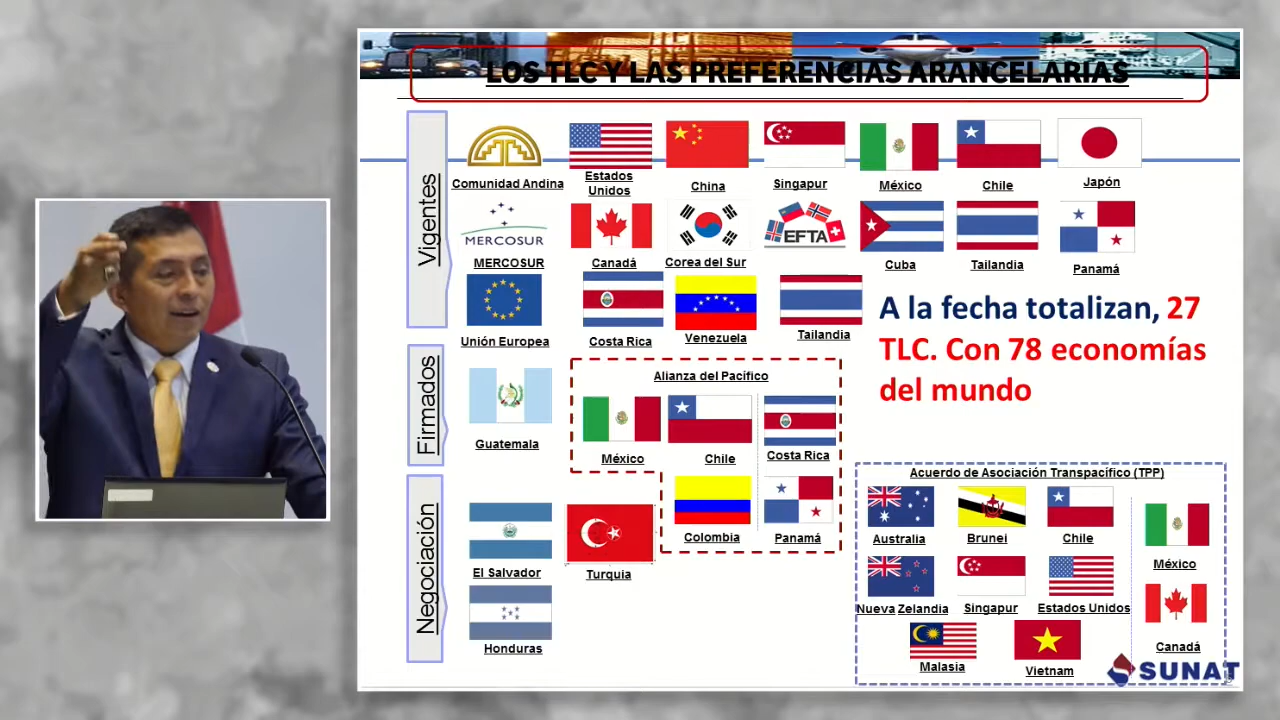 LOS TLC Y LAS PREFERENCIAS ARANCELARIAS
Vigentes
Comunidad Andina
Estados
Unidos
China
Singapur
México
Chile
Japón
MERCOSUR
EFTA
MERCOSUR
Canadá
Corea del Sur
Cuba
Tailandia
Panamá
Unión Europea
Costa Rica
Venezuela
Tailandia
A la fecha totalizan, 27
TLC. Con 78 economías
del mundo
Firmados
Guatemala
Alianza del Pacífico
México
Chile
Costa Rica
Colombia
Panamá
Negociación
El Salvador
Turquia
Honduras
Acuerdo de Asociación Transpacífico (TPP)
Australia
Brunei
Chile
México
Nueva Zelandia
Singapur
Estados Unidos
Canadá
Malasia
Vietnam
SUNAT